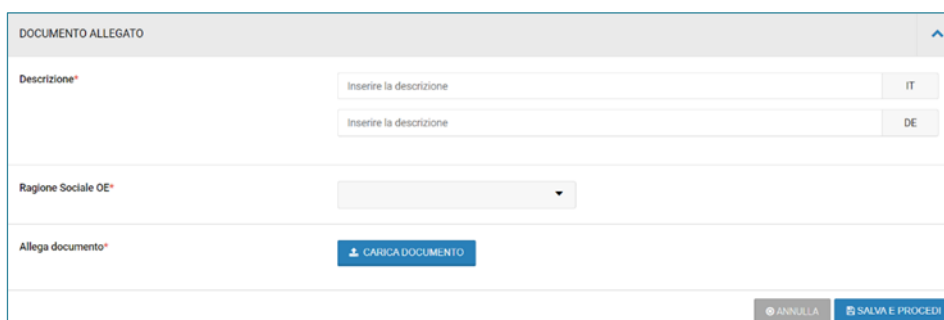 DOCUMENTO ALLEGATO
Descrizione*
Inserire la descrizione IT
Inserire la descrizione DE
Ragione Sociale OE*
Allega documento*
CARICA DOCUMENTO
ANNULLA SALVA E PROCEDI